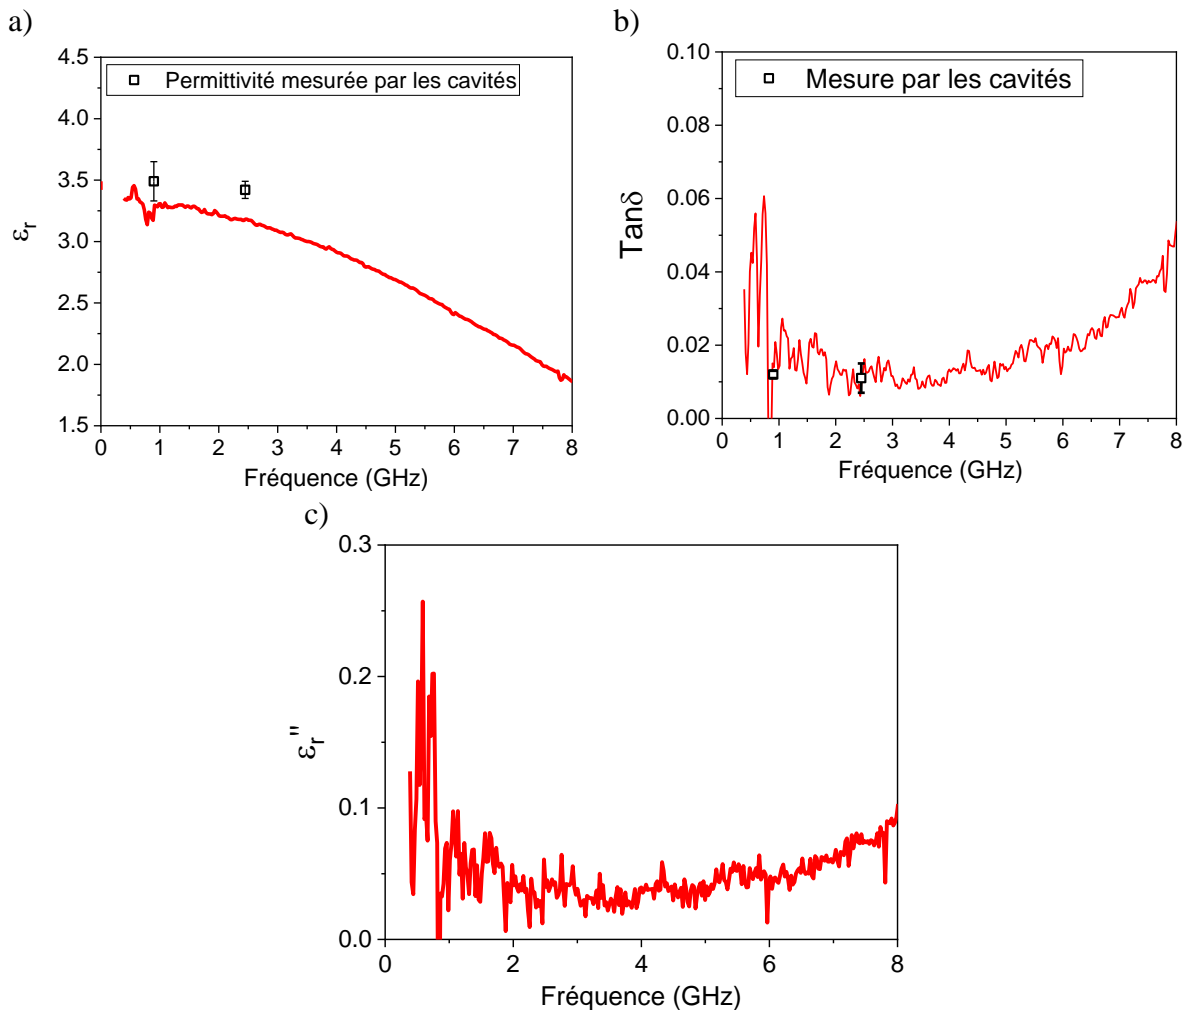 a)
4.5
4.0
3.5
3.0
2.5
2.0
1.5
εr
Permittivité mesurée par les cavités
0 1 2 3 4 5 6 7 8
Fréquence (GHz)
b)
0.10
0.08
0.06
0.04
0.02
0.00
Tanδ
Mesure par les cavités
0 1 2 3 4 5 6 7 8
Fréquence (GHz)
c)
0.3
0.2
0.1
0.0
εr"
0 2 4 6 8
Fréquence (GHz)